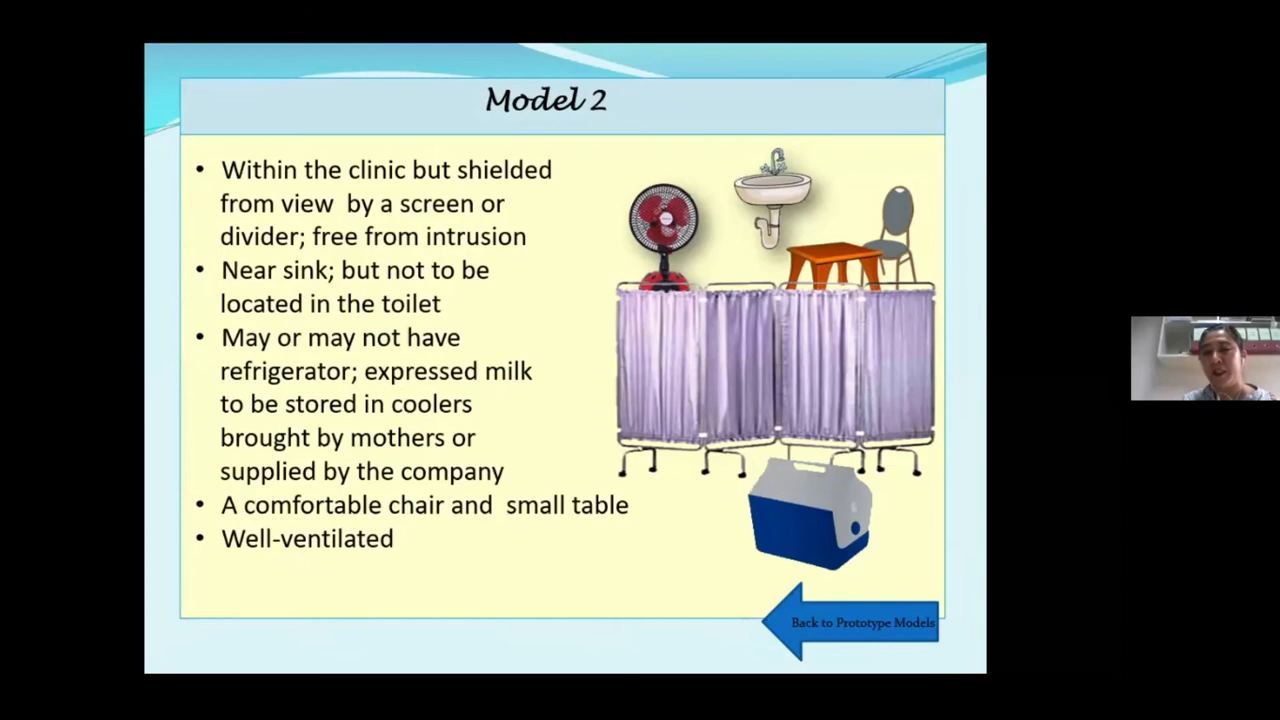 Model 2
• Within the clinic but shielded
from view by a screen or
divider; free from intrusion
• Near sink; but not to be
located in the toilet
• May or may not have
refrigerator; expressed milk
to be stored in coolers
brought by mothers or
supplied by the company
• A comfortable chair and small table
• Well-ventilated
Back to Prototype Models